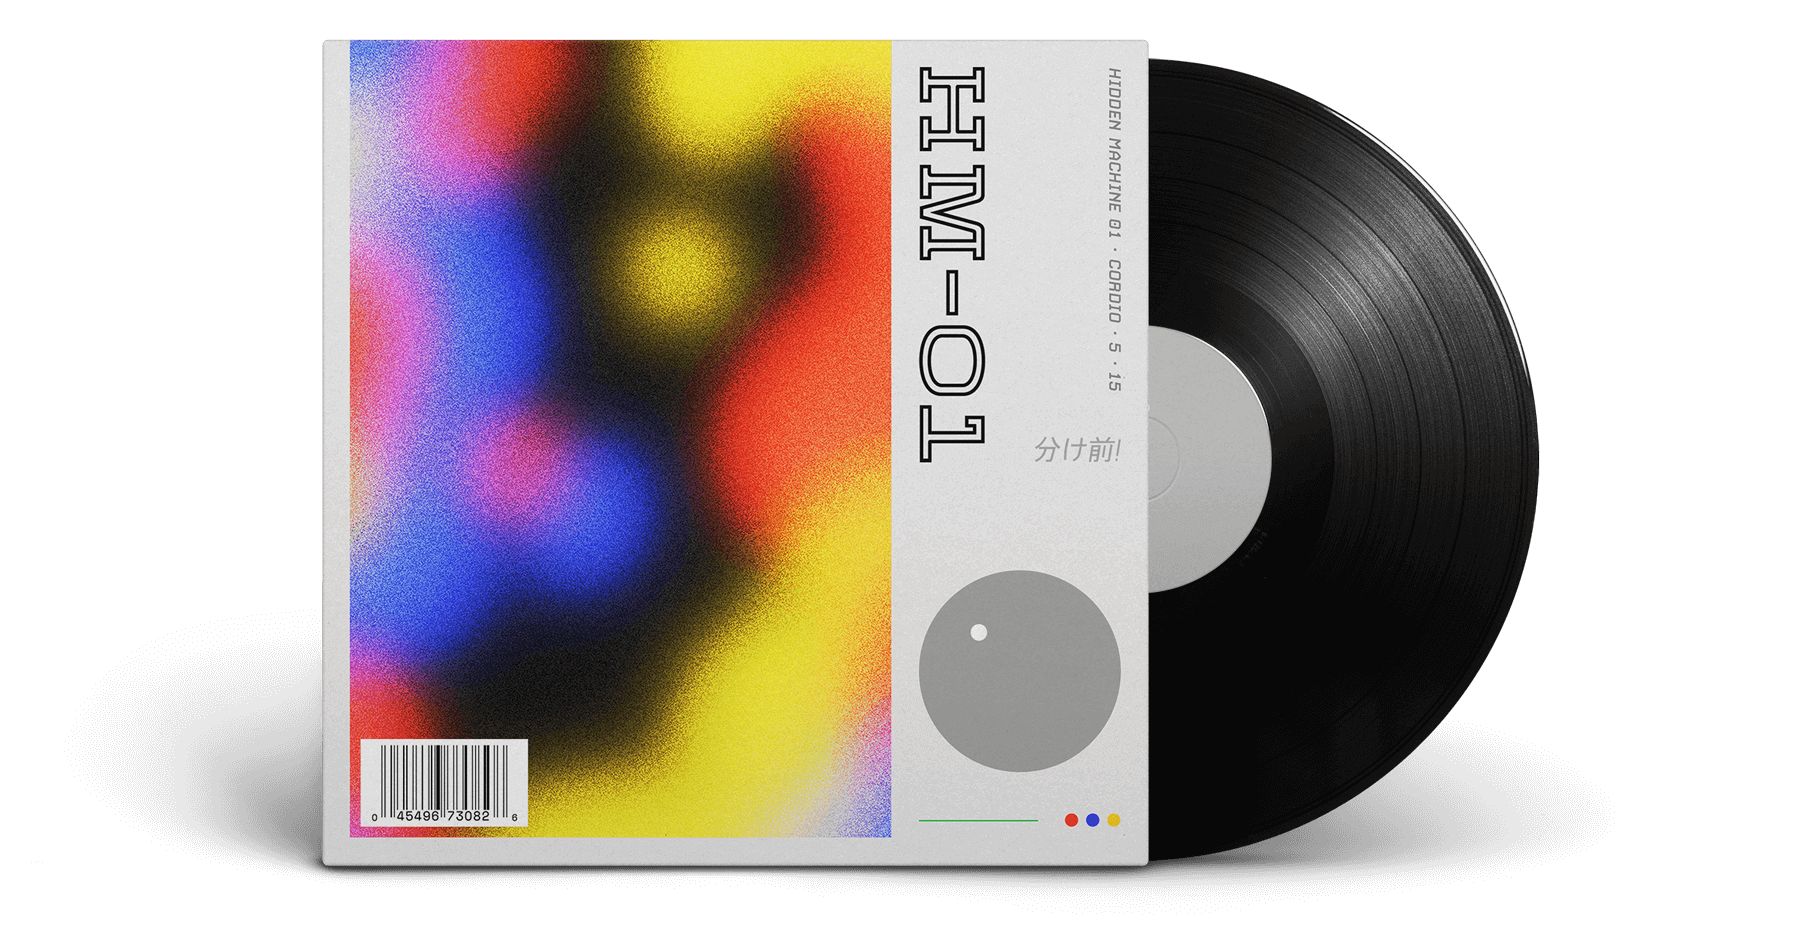 HM-01
HIDDEN MACHINE 01 · CORDIO · 5 · 15
分け前!
0 45496 73082 6